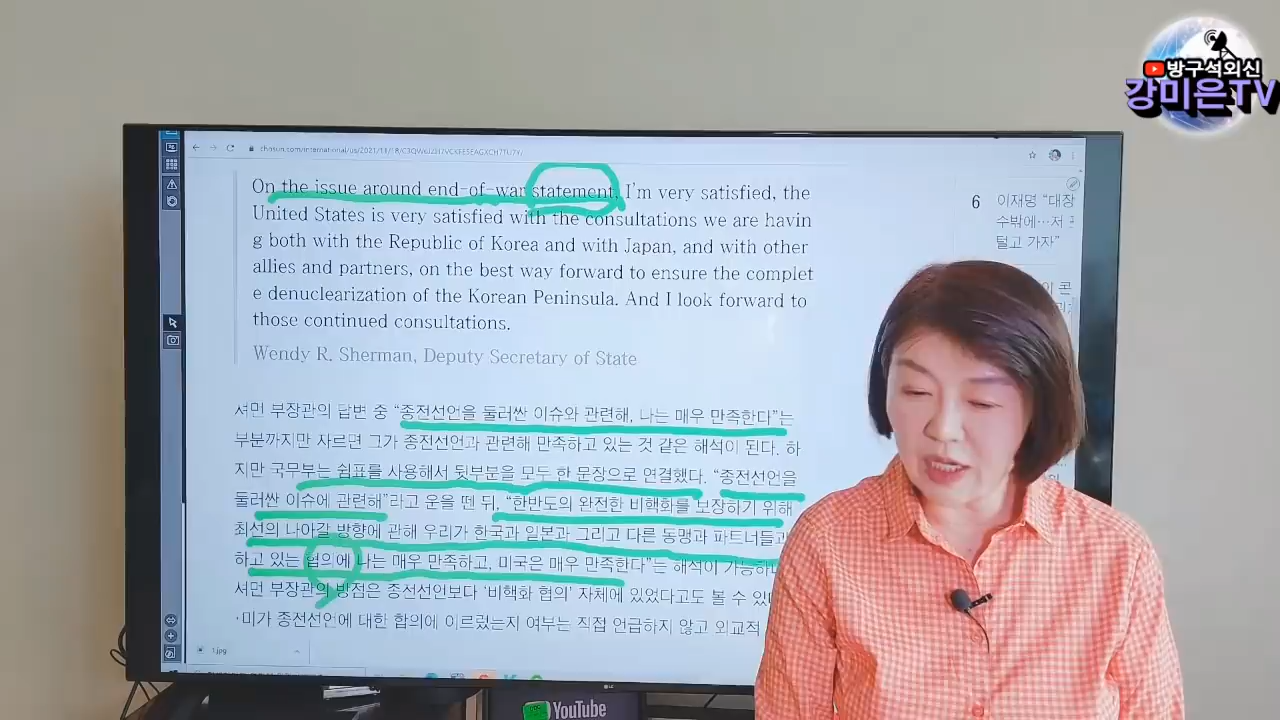 방구석외신
강미은TV
On the issue around end-of-war statement, I'm very satisfied, the
United States is very satisfied with the consultations we are havin
g both with the Republic of Korea and with Japan, and with other
allies and partners, on the best way forward to ensure the complet
e denuclearization of the Korean Peninsula. And I look forward to
those continued consultations.
Wendy R. Sherman, Deputy Secretary of State
셔먼 부장관의 답변 중 “종전선언을 둘러싼 이슈와 관련해, 나는 매우 만족한다”는
부분까지만 자르면 그가 종전선언과 관련해 만족하고 있는 것 같은 해석이 된다. 하
지만 국무부는 쉼표를 사용해서 뒷부분을 모두 한 문장으로 연결했다. “종전선언을
둘러싼 이슈에 관련해”라고 운을 뗀 뒤, “한반도의 완전한 비핵화를 보장하기 위해
최선의 나아갈 방향에 관해 우리가 한국과 일본과 그리고 다른 동맹과 파트너들과
하고 있는 협의에 나는 매우 만족하고, 미국은 매우 만족한다”는 해석이 가능하
셔먼 부장관의 방점은 종전선언보다 ‘비핵화 협의’ 자체에 있었다고도 볼 수 있
·미가 종전선언에 대한 합의에 이르렀는지 여부는 직접 언급하지 않고 외교적
6 이재명 “대장
수밖에…저
털고 가자”
1.jpg
LG
YouTube